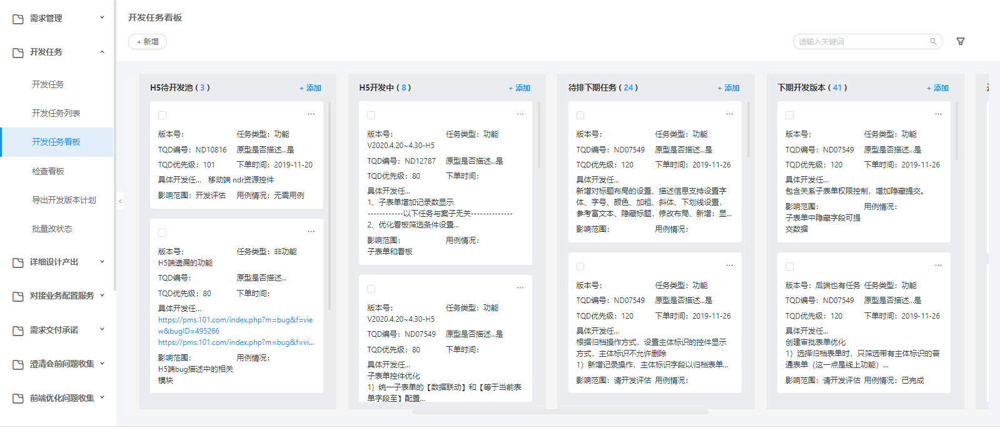 需求管理
开发任务
开发任务
开发任务列表
开发任务看板
检查看板
导出开发版本计划
批量改状态
详细设计产出
对接业务配置服务
需求交付承诺
澄清会前问题收集
前端优化问题收集
<
开发任务看板
+ 新增
请输入关键词
H5待开发池 ( 3 )
+ 添加
...
版本号：
任务类型：功能
TQD编号：ND10816
原型是否描述...是
TQD优先级：101
下单时间：2019-11-20
具体开发任... 移动端 ndr资源控件
影响范围：开发评估
用例情况：无需用例
...
版本号：
任务类型：非功能
H5端遗漏的功能
TQD编号：
原型是否描述...
TQD优先级：80
下单时间：
具体开发任...
https://pms.101.com/index.php?m=bug&f=vie
w&bugID=495266
https://pms.101.com/index.php?m=bug&f=vi...
影响范围：
用例情况：
H5端bug描述中的相关
模块
H5开发中 ( 8 )
+ 添加
...
版本号：
任务类型：功能
V2020.4.20~4.30-H5
TQD编号：ND12787
原型是否描述...是
TQD优先级：80
下单时间：
具体开发任...
1、子表单增加记录数显示
------------以下任务与案子无关--------------
2、优化看板筛选条件设置...
影响范围：
用例情况：
子表单和看板
...
版本号：
任务类型：功能
V2020.4.20~4.30-H5
TQD编号：ND07549
原型是否描述...是
TQD优先级：80
下单时间：
具体开发任...
子表单控件优化
1）统一子表单的【数据联动】和【等于当前表
单字段至】配置...
待排下期任务 ( 24 )
+ 添加
...
版本号：
任务类型：功能
TQD编号：ND07549
原型是否描述...是
TQD优先级：120
下单时间：2019-11-26
具体开发任...
新增对标题布局的设置、描述信息支持设置字
体、字号、颜色、加粗、斜体、下划线设置，
参考富文本、隐藏标题，修改布局、新增：显...
影响范围：
用例情况：
...
版本号：
任务类型：功能
TQD编号：ND07549
原型是否描述...是
TQD优先级：120
下单时间：2019-11-26
具体开发任...
根据归档操作方式，设置主体标识的控件显示
方式，主体标识不允许删除
1）新增记录操作，主体标识字段以归档表单...
影响范围：请开发评估
用例情况：
下期开发版本 ( 41 )
+ 添加
...
版本号：
任务类型：功能
TQD编号：ND07549
原型是否描述...是
TQD优先级：120
下单时间：2019-11-26
具体开发任...
包含关系子表单权限控制，增加隐藏提交。
影响范围：
用例情况：
子表单中隐藏字段可提
交数据
...
版本号：后端也有任务
任务类型：功能
TQD编号：ND07549
原型是否描述...是
TQD优先级：120
下单时间：2019-11-26
具体开发任...
创建审批表单优化
1）选择归档表单时，只筛选带有主体标识的普
通表单（这一点是线上功能）...
影响范围：请开发评估
用例情况：已完成